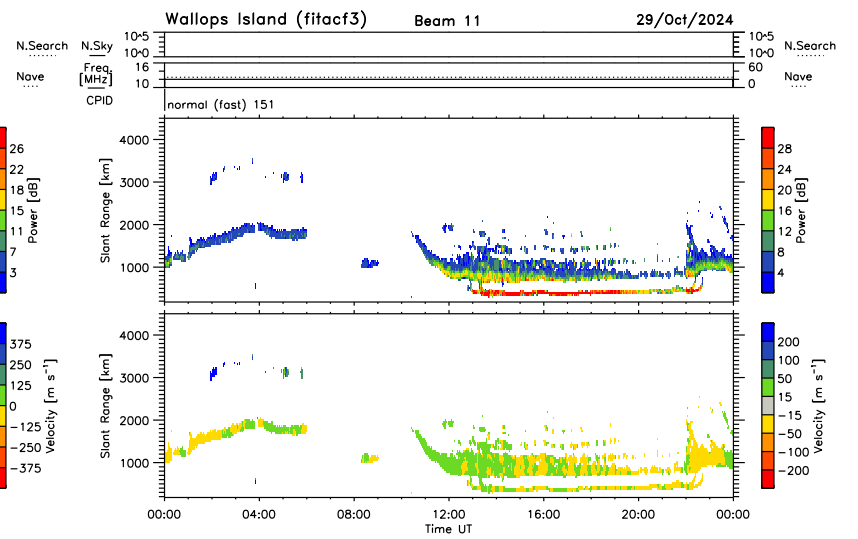 Wallops Island (fitacf3) Beam 11 29/Oct/2024
N.Search N.Sky 10^5 10^0 10^5 10^0 N.Search
Nave Freq. [MHz] 16 10 60 0 Nave
CPID normal (fast) 151
26 22 18 15 11 7 3
Power [dB]
4000 3000 2000 1000
Slant Range [km]
28 24 20 16 12 8 4
Power [dB]
375 250 125 0 −125 −250 −375
Velocity [m s⁻¹]
4000 3000 2000 1000
Slant Range [km]
200 100 50 15 −15 −50 −100 −200
Velocity [m s⁻¹]
00:00 04:00 08:00 12:00 16:00 20:00 00:00
Time UT